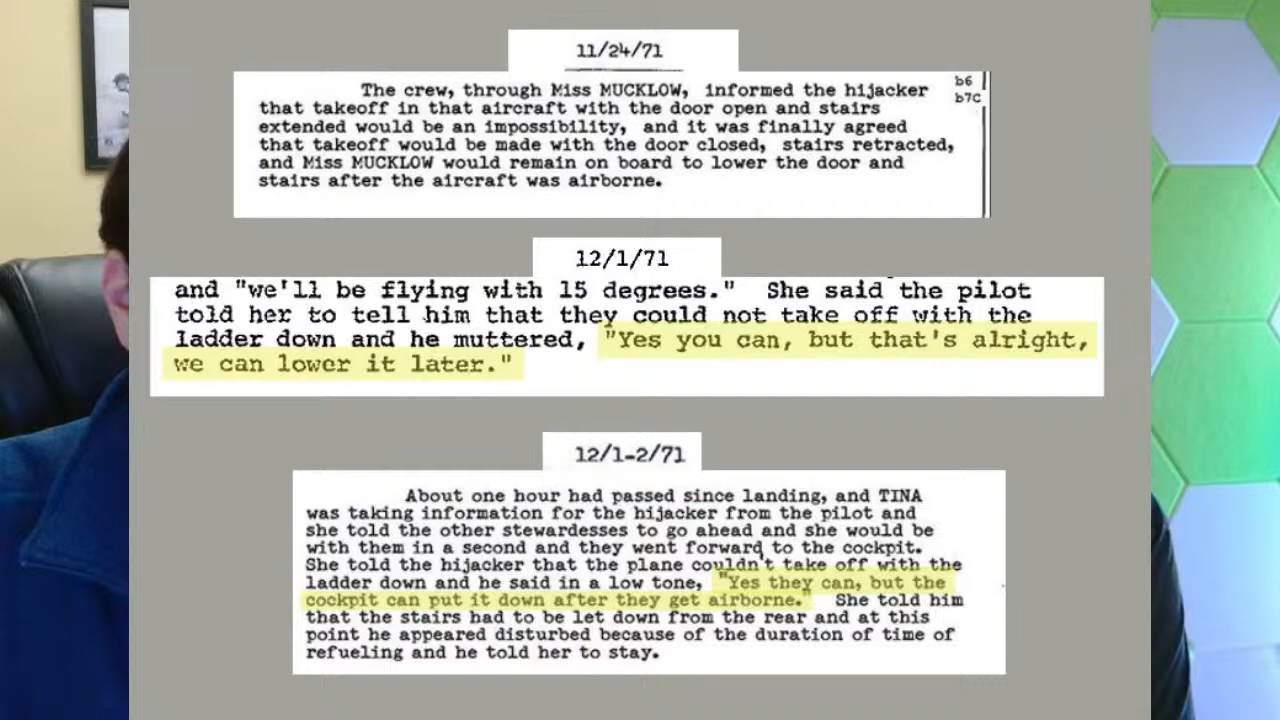 11/24/71
The crew, through Miss MUCKLOW, informed the hijacker
that takeoff in that aircraft with the door open and stairs
extended would be an impossibility, and it was finally agreed
that takeoff would be made with the door closed, stairs retracted,
and Miss MUCKLOW would remain on board to lower the door and
stairs after the aircraft was airborne.
b6
b7C
12/1/71
and "we'll be flying with 15 degrees." She said the pilot
told her to tell him that they could not take off with the
ladder down and he muttered, "Yes you can, but that's alright,
we can lower it later."
12/1-2/71
About one hour had passed since landing, and TINA
was taking information for the hijacker from the pilot and
she told the other stewardesses to go ahead and she would be
with them in a second and they went forward to the cockpit.
She told the hijacker that the plane couldn't take off with the
ladder down and he said in a low tone, "Yes they can, but the
cockpit can put it down after they get airborne." She told him
that the stairs had to be let down from the rear and at this
point he appeared disturbed because of the duration of time of
refueling and he told her to stay.